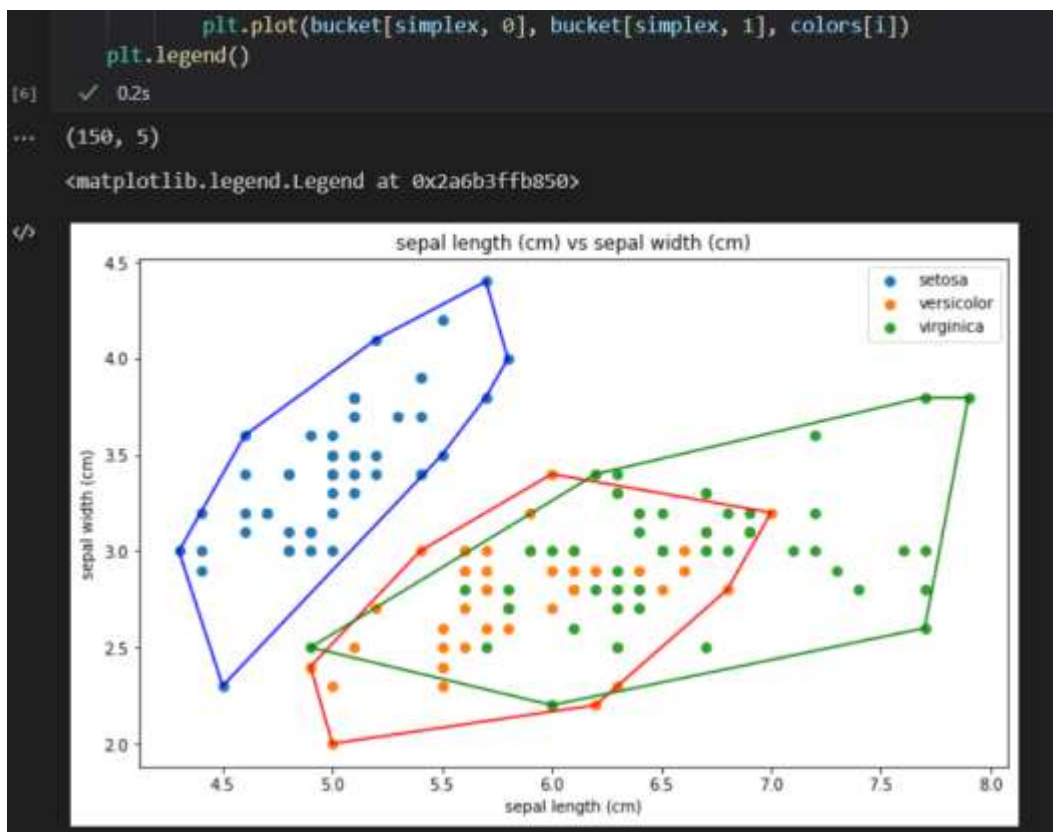 plt.plot(bucket[simplex, 0], bucket[simplex, 1], colors[i])
plt.legend()
[6] ✓ 0.2s
... (150, 5)
<matplotlib.legend.Legend at 0x2a6b3ffb850>
</>
sepal length (cm) vs sepal width (cm)
setosa
versicolor
virginica
4.5
4.0
3.5
3.0
2.5
2.0
sepal width (cm)
4.5 5.0 5.5 6.0 6.5 7.0 7.5 8.0
sepal length (cm)